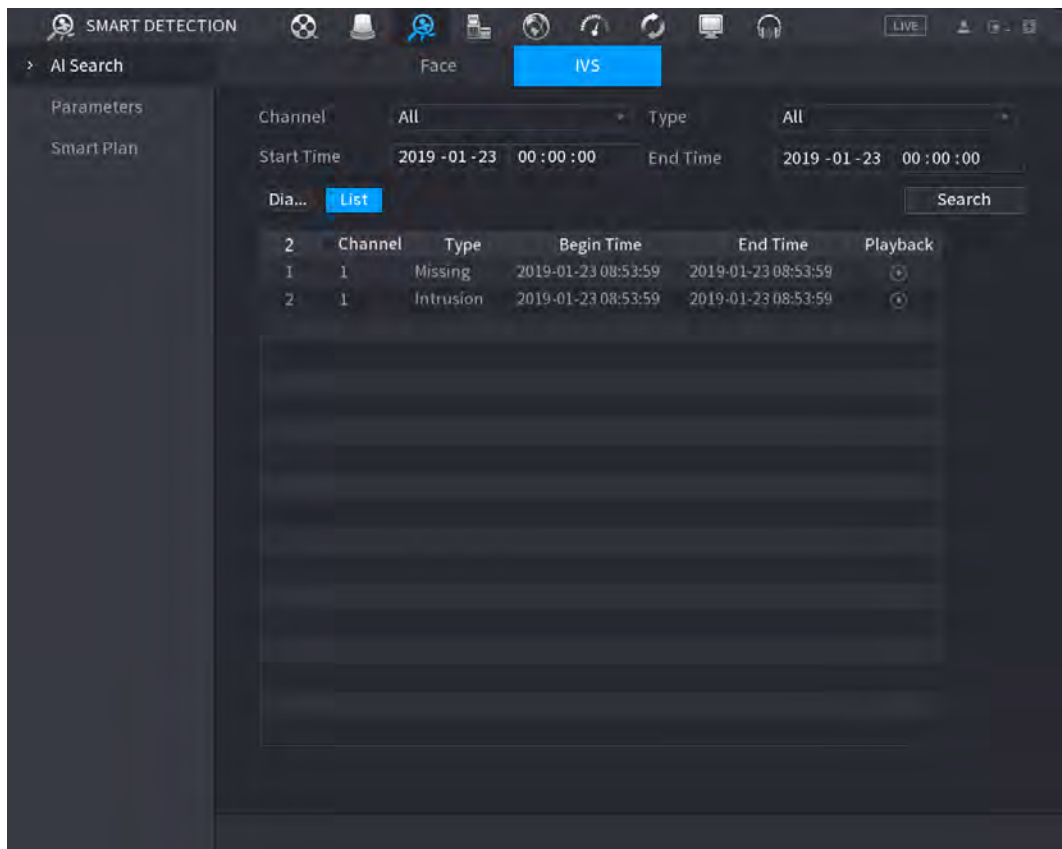 SMART DETECTION LIVE
AI Search Face IVS
Parameters
Smart Plan
Channel All Type All
Start Time 2019 -01 -23 00 :00 :00 End Time 2019 -01 -23 00 :00 :00
Dia... List Search
2 Channel Type Begin Time End Time Playback
1 1 Missing 2019-01-23 08:53:59 2019-01-23 08:53:59
2 1 Intrusion 2019-01-23 08:53:59 2019-01-23 08:53:59